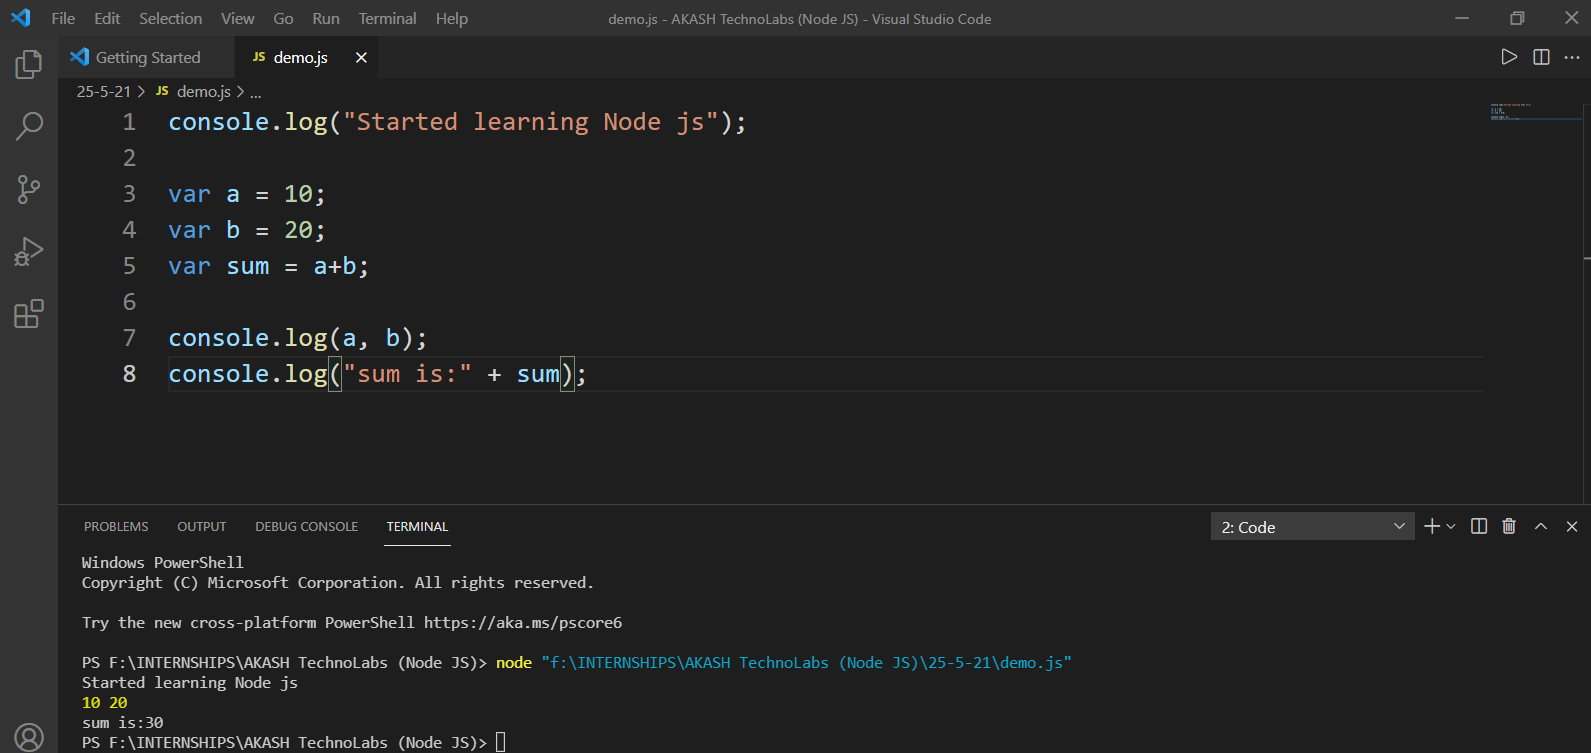 File Edit Selection View Go Run Terminal Help demo.js - AKASH TechnoLabs (Node JS) - Visual Studio Code
Getting Started JS demo.js
25-5-21 > JS demo.js > ...
1 console.log("Started learning Node js");
2
3 var a = 10;
4 var b = 20;
5 var sum = a+b;
6
7 console.log(a, b);
8 console.log("sum is:" + sum);
PROBLEMS OUTPUT DEBUG CONSOLE TERMINAL 2: Code
Windows PowerShell
Copyright (C) Microsoft Corporation. All rights reserved.
Try the new cross-platform PowerShell https://aka.ms/pscore6
PS F:\INTERNSHIPS\AKASH TechnoLabs (Node JS)> node "f:\INTERNSHIPS\AKASH TechnoLabs (Node JS)\25-5-21\demo.js"
Started learning Node js
10 20
sum is:30
PS F:\INTERNSHIPS\AKASH TechnoLabs (Node JS)>